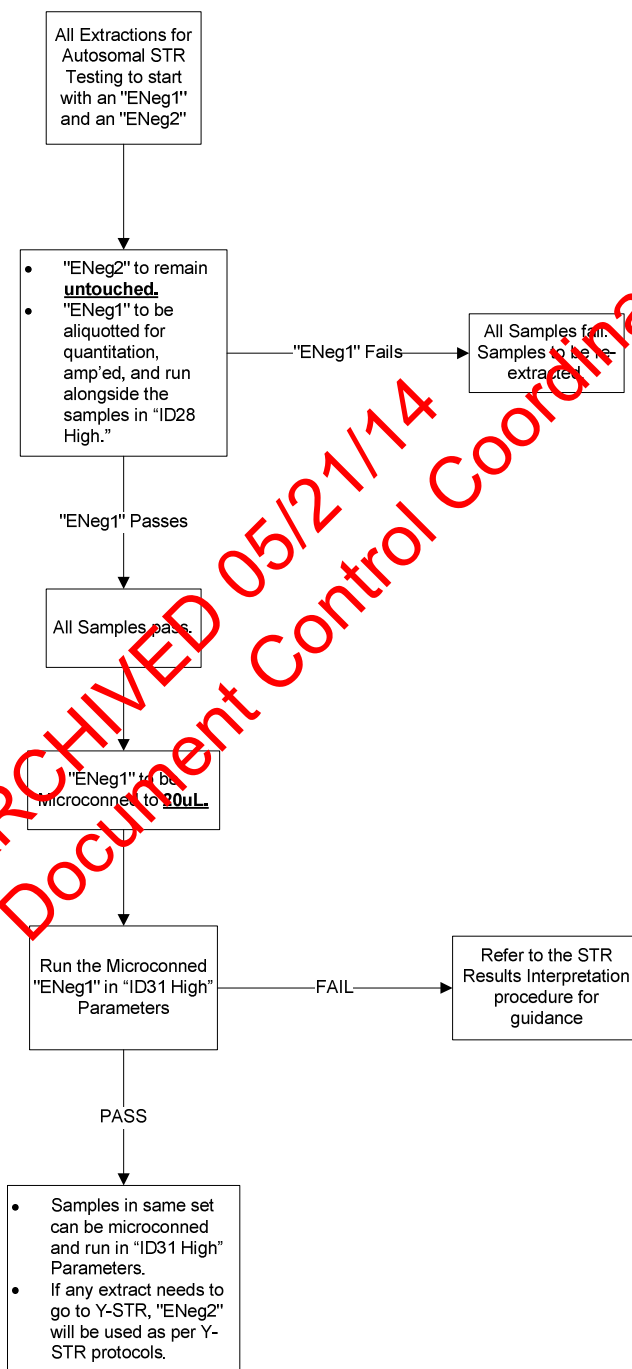 All Extractions for
Autosomal STR
Testing to start
with an "ENeg1"
and an "ENeg2"
• "ENeg2" to remain
untouched.
• "ENeg1" to be
aliquotted for
quantitation,
amp'ed, and run
alongside the
samples in “ID28
High.”
"ENeg1" Fails
All Samples fail.
Samples to be re-
extracted.
"ENeg1" Passes
All Samples pass.
"ENeg1" to be
Microconned to 20uL.
Run the Microconned
"ENeg1" in “ID31 High”
Parameters
FAIL
Refer to the STR
Results Interpretation
procedure for
guidance
PASS
• Samples in same set
can be microconned
and run in “ID31 High”
Parameters.
• If any extract needs to
go to Y-STR, "ENeg2"
will be used as per Y-
STR protocols.
05/21/14
Document Control